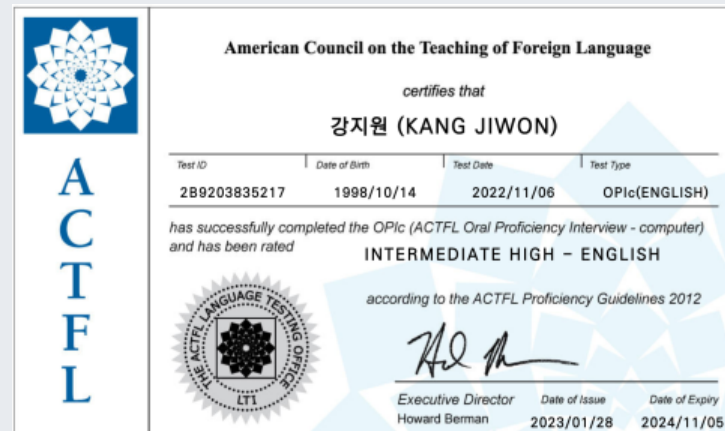 American Council on the Teaching of Foreign Language
certifies that
강지원 (KANG JIWON)
Test ID Date of Birth Test Date Test Type
2B9203835217 1998/10/14 2022/11/06 OPIc(ENGLISH)
has successfully completed the OPIc (ACTFL Oral Proficiency Interview - computer)
and has been rated
INTERMEDIATE HIGH – ENGLISH
according to the ACTFL Proficiency Guidelines 2012
ACTFL
THE ACTFL LANGUAGE TESTING OFFICE
LTI
Executive Director Date of Issue Date of Expiry
Howard Berman 2023/01/28 2024/11/05